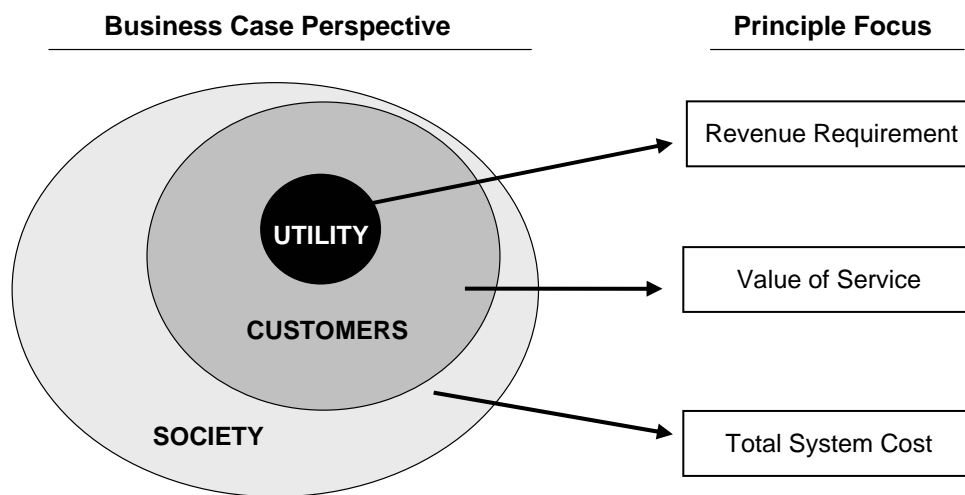 Business Case Perspective
Principle Focus
Revenue Requirement
UTILITY
Value of Service
CUSTOMERS
SOCIETY
Total System Cost